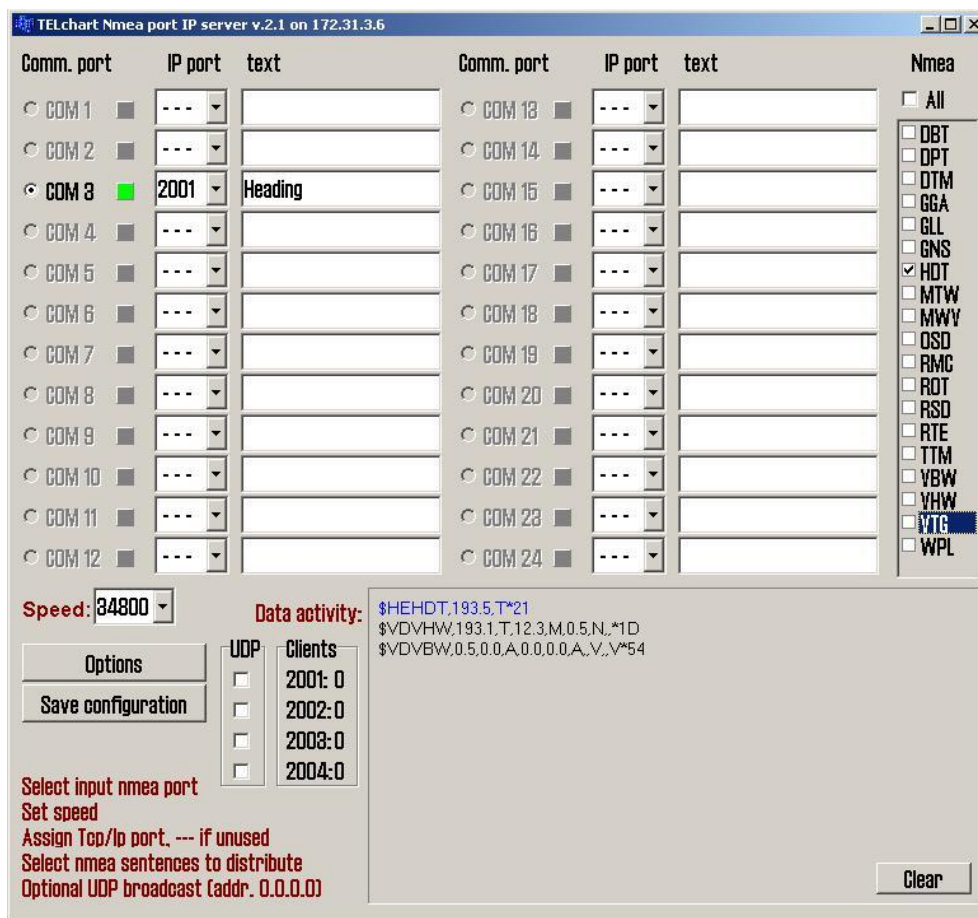 TELchart Nmea port IP server v.2.1 on 172.31.3.6
Comm. port IP port text Comm. port IP port text Nmea
All
COM 1 --- COM 13 ---
COM 2 --- COM 14 ---
COM 3 2001 Heading COM 15 ---
COM 4 --- COM 16 ---
COM 5 --- COM 17 ---
COM 6 --- COM 18 ---
COM 7 --- COM 19 ---
COM 8 --- COM 20 ---
COM 9 --- COM 21 ---
COM 10 --- COM 22 ---
COM 11 --- COM 23 ---
COM 12 --- COM 24 ---
DBT
DPT
DTM
GGA
GLL
GNS
HDT
MTW
MWV
OSD
RMC
ROT
RSD
RTE
TTM
VBW
VHW
VTG
WPL
Speed: 34800
Options
Save configuration
Data activity:
UDP Clients
2001: 0
2002:0
2003:0
2004:0
$HEHDT,193.5,T*21
$VDVHW,193.1,T,12.3,M,0.5,N,,*1D
$VDVBW,0.5,0.0,A,0.0,0.0,A,,V,,V*54
Select input nmea port
Set speed
Assign Tcp/Ip port, --- if unused
Select nmea sentences to distribute
Optional UDP broadcast (addr. 0.0.0.0)
Clear